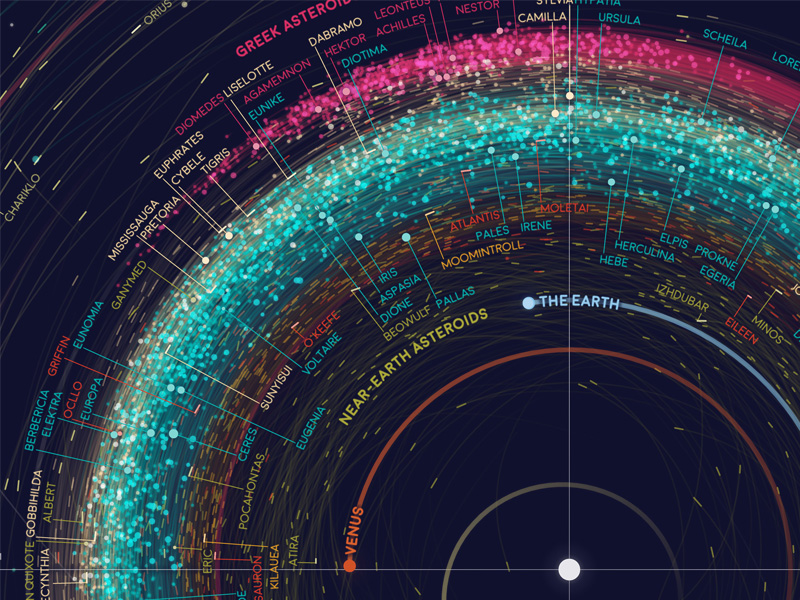 ORIUS
CHARIKLO
GREEK ASTEROID
LEONTEUS
NESTOR
SYLVIA
HYPATIA
CAMILLA
URSULA
SCHEILA
LORE
DABRAMO
HEKTOR
ACHILLES
DIOTIMA
AGAMEMNON
LISELOTTE
DIOMEDES
EUNIKE
EUPHRATES
CYBELE
TIGRIS
MISSISSAUGA
PRETORIA
GANYMED
ATLANTIS
PALES
IRENE
MOLETAI
MOOMINTROLL
ELPIS
PROKNE
HERCULINA
EGERIA
HEBE
IRIS
ASPASIA
DIONE
PALLAS
BEOWULF
THE EARTH
IZHDUBAR
EILEEN
MINOS
NEAR-EARTH ASTEROIDS
O'KEEFE
VOLTAIRE
SUNYISUI
EUNOMIA
GRIFFIN
EUROPA
OCLLO
ELEKTRA
BERBERICIA
EUGENIA
CERES
POCAHONTAS
GOBBIHILDA
ALBERT
N QUIXOTE
CYNTHIA
ERIC
SAURON
KILAUEA
ATIRA
VENUS